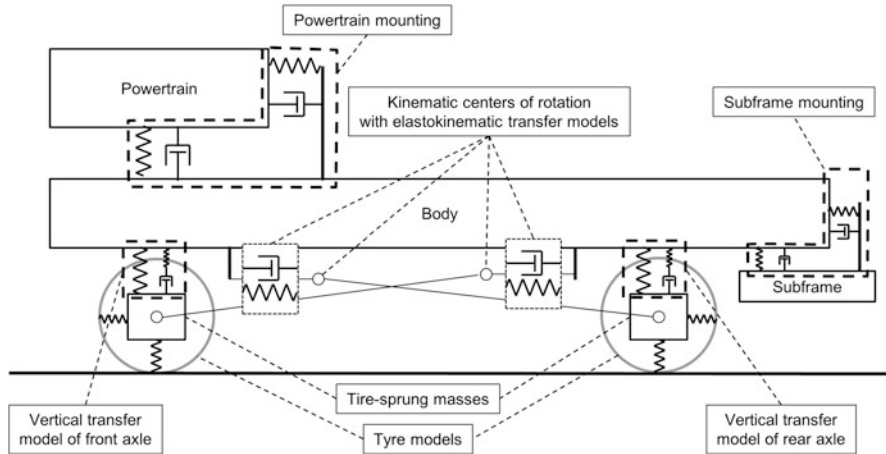 Powertrain mounting
Powertrain
Kinematic centers of rotation
with elastokinematic transfer models
Subframe mounting
Body
Subframe
Vertical transfer
model of front axle
Tire-sprung masses
Tyre models
Vertical transfer
model of rear axle